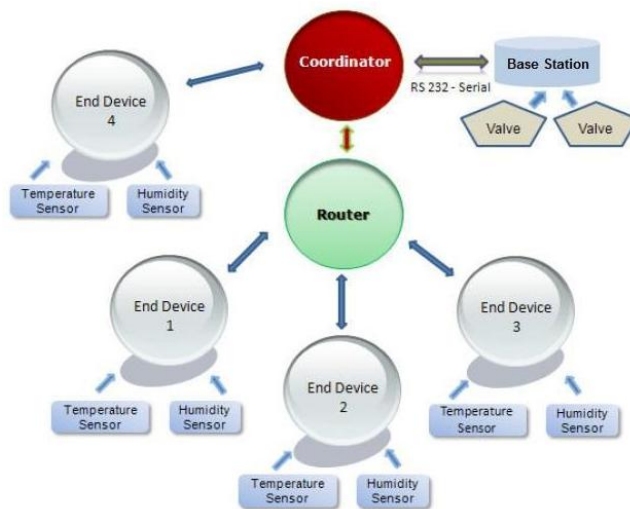 Coordinator
RS 232 - Serial
Base Station
Valve
Valve
End Device
4
Temperature
Sensor
Humidity
Sensor
Router
End Device
1
Temperature
Sensor
Humidity
Sensor
End Device
2
Temperature
Sensor
Humidity
Sensor
End Device
3
Temperature
Sensor
Humidity
Sensor